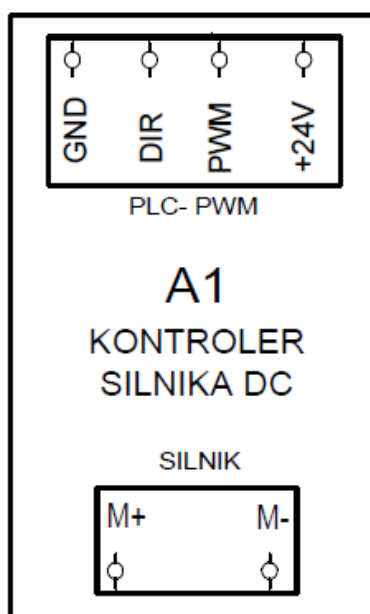 GND DIR PWM +24V
PLC- PWM
A1
KONTROLER
SILNIKA DC
SILNIK
M+ M-